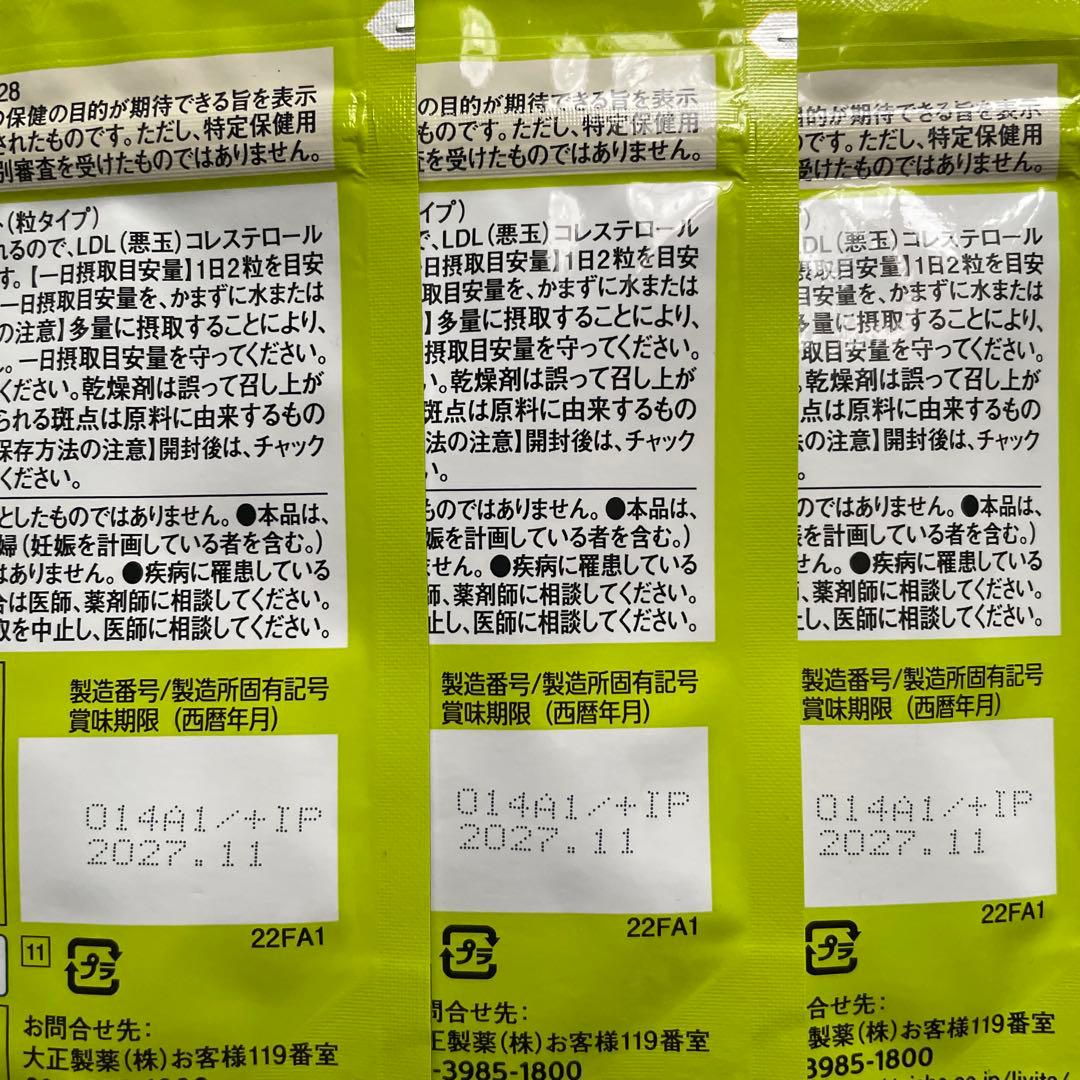 28
の保健の目的が期待できる旨を表示
されたものです。ただし、特定保健用
別審査を受けたものではありません。
ト(粒タイプ)
れるので、LDL(悪玉)コレステロール
す。【一日摂取目安量】1日2粒を目安
一日摂取目安量を、かまずに水または
の注意】多量に摂取することにより、
ん。一日摂取目安量を守ってください。
ください。乾燥剤は誤って召し上が
られる斑点は原料に由来するもの
保存方法の注意】開封後は、チャック
ください。
としたものではありません。●本品は、
婦(妊娠を計画している者を含む。)
はありません。●疾病に罹患している
合は医師、薬剤師に相談してください。
取を中止し、医師に相談してください。
製造番号/製造所固有記号
賞味期限(西暦年月)
014A1/+IP
2027.11
22FA1
11
プラ
お問合せ先:
大正製薬(株)お客様119番室
の目的が期待できる旨を表示
ものです。ただし、特定保健用
査を受けたものではありません。
イプ)
で、LDL(悪玉)コレステロール
日摂取目安量】1日2粒を目安
取目安量を、かまずに水または
】多量に摂取することにより、
摂取目安量を守ってください。
い。乾燥剤は誤って召し上が
斑点は原料に由来するもの
法の注意】開封後は、チャック
い。
ものではありません。●本品は、
娠を計画している者を含む。)
ません。●疾病に罹患している
師、薬剤師に相談してください。
止し、医師に相談してください。
製造番号/製造所固有記号
賞味期限(西暦年月)
014A1/+IP
2027.11
22FA1
プラ
問合せ先:
正製薬(株)お客様119番室
-3985-1800
目的が期待できる旨を表示
です。ただし、特定保健用
受けたものではありません。
)
LDL(悪玉)コレステロール
摂取目安量】1日2粒を目安
目安量を、かまずに水または
多量に摂取することにより、
取目安量を守ってください。
乾燥剤は誤って召し上が
点は原料に由来するもの
の注意】開封後は、チャック
。
のではありません。●本品は、
を計画している者を含む。)
せん。●疾病に罹患している
、薬剤師に相談してください。
し、医師に相談してください。
製造番号/製造所固有記号
賞味期限(西暦年月)
014A1/+IP
2027.11
22FA1
プラ
合せ先:
製薬(株)お客様119番室
3985-1800